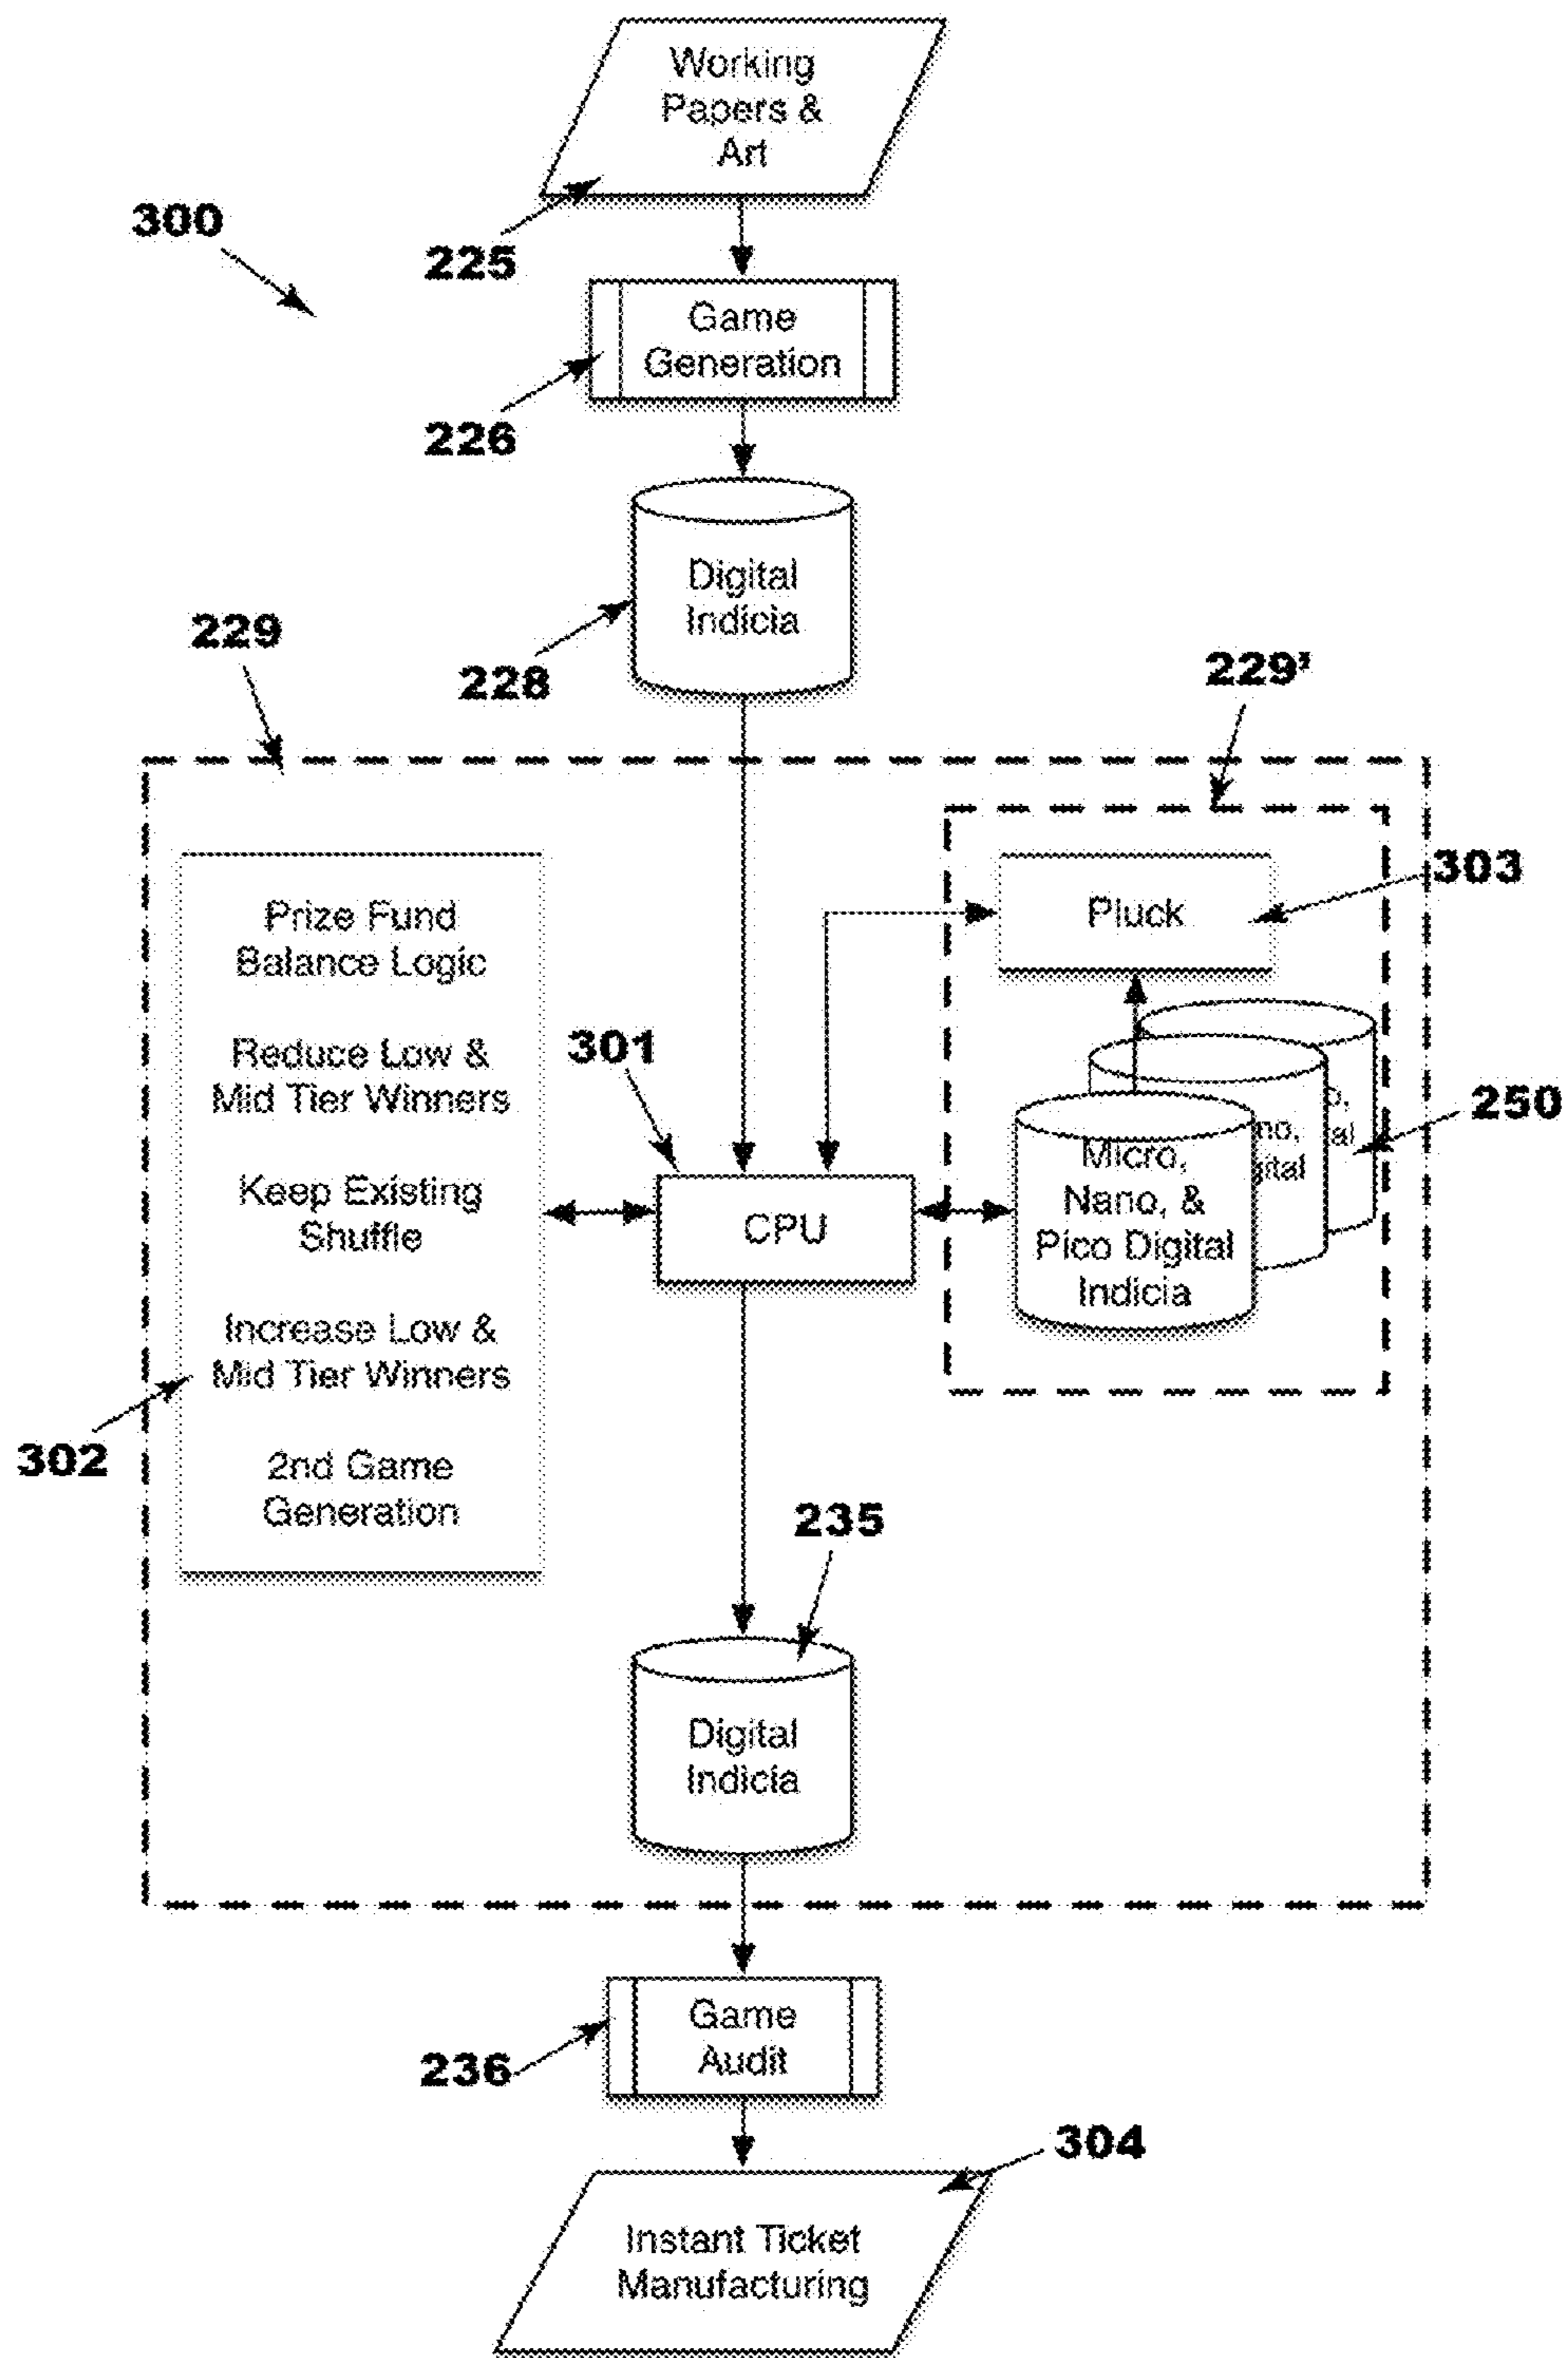 Working
Papers &
Art
300
225
Game
Generation
226
Digital
Indicia
228
229
229'
Prize Fund
Balance Logic
Reduce Low &
Mid Tier Winners
Keep Existing
Shuffle
Increase Low &
Mid Tier Winners
2nd Game
Generation
302
301
CPU
Pluck
303
250
Micro,
Nano, &
Pico Digital
Indicia
235
Digital
Indicia
Game
Audit
236
304
Instant Ticket
Manufacturing